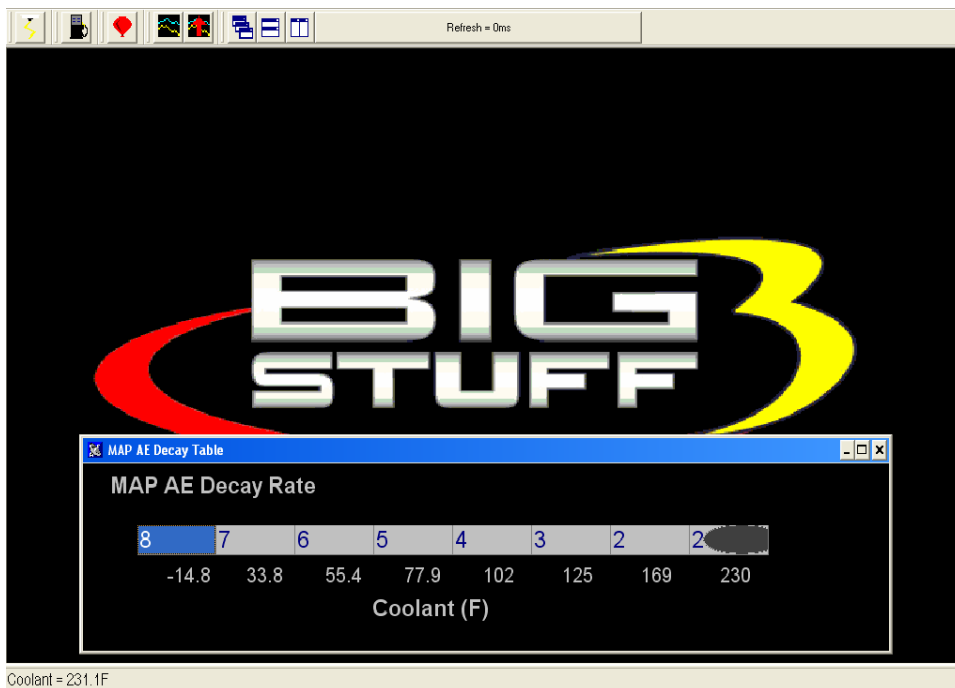 Refresh = 0ms
BIG
STUFF
3
MAP AE Decay Table
MAP AE Decay Rate
8 7 6 5 4 3 2 2
-14.8 33.8 55.4 77.9 102 125 169 230
Coolant (F)
Coolant = 231.1F